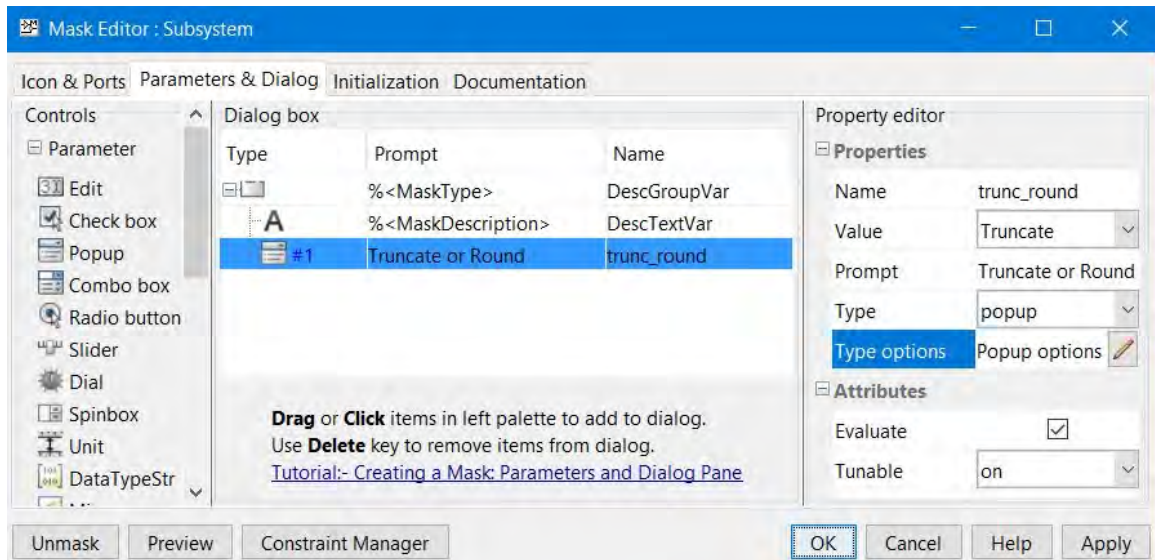 Mask Editor : Subsystem
Icon & Ports Parameters & Dialog Initialization Documentation
Controls
Parameter
Edit
Check box
Popup
Combo box
Radio button
Slider
Dial
Spinbox
Unit
DataTypeStr
Dialog box
Type Prompt Name
%<MaskType> DescGroupVar
A %<MaskDescription> DescTextVar
#1 Truncate or Round trunc_round
Drag or Click items in left palette to add to dialog.
Use Delete key to remove items from dialog.
Tutorial:- Creating a Mask: Parameters and Dialog Pane
Property editor
Properties
Name trunc_round
Value Truncate
Prompt Truncate or Round
Type popup
Type options Popup options
Attributes
Evaluate
Tunable on
Unmask Preview Constraint Manager OK Cancel Help Apply